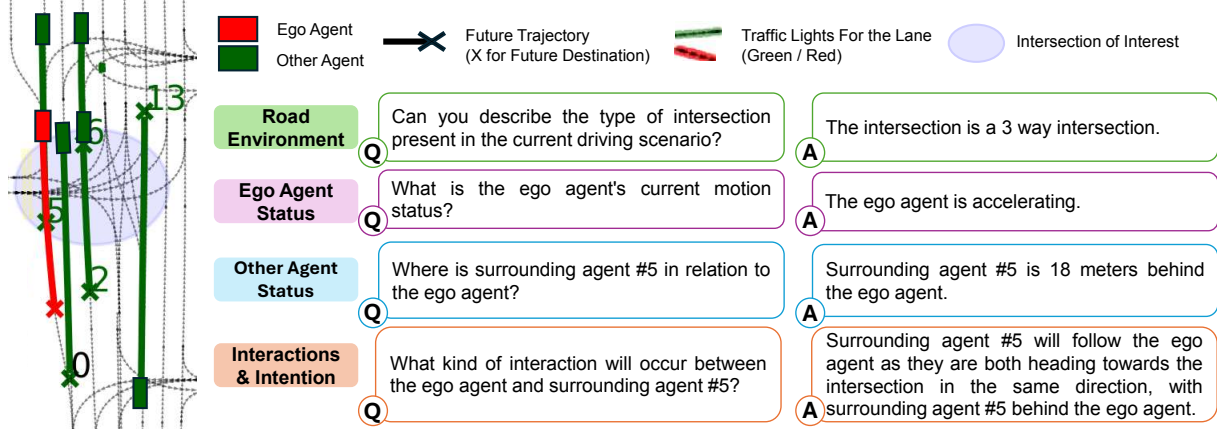 Ego Agent
Other Agent
Future Trajectory
(X for Future Destination)
Traffic Lights For the Lane
(Green / Red)
Intersection of Interest
13
6
5
2
0
Road
Environment
Q
Can you describe the type of intersection
present in the current driving scenario?
A
The intersection is a 3 way intersection.
Ego Agent
Status
Q
What is the ego agent's current motion
status?
A
The ego agent is accelerating.
Other Agent
Status
Q
Where is surrounding agent #5 in relation to
the ego agent?
A
Surrounding agent #5 is 18 meters behind
the ego agent.
Interactions
& Intention
Q
What kind of interaction will occur between
the ego agent and surrounding agent #5?
A
Surrounding agent #5 will follow the ego
agent as they are both heading towards the
intersection in the same direction, with
surrounding agent #5 behind the ego agent.